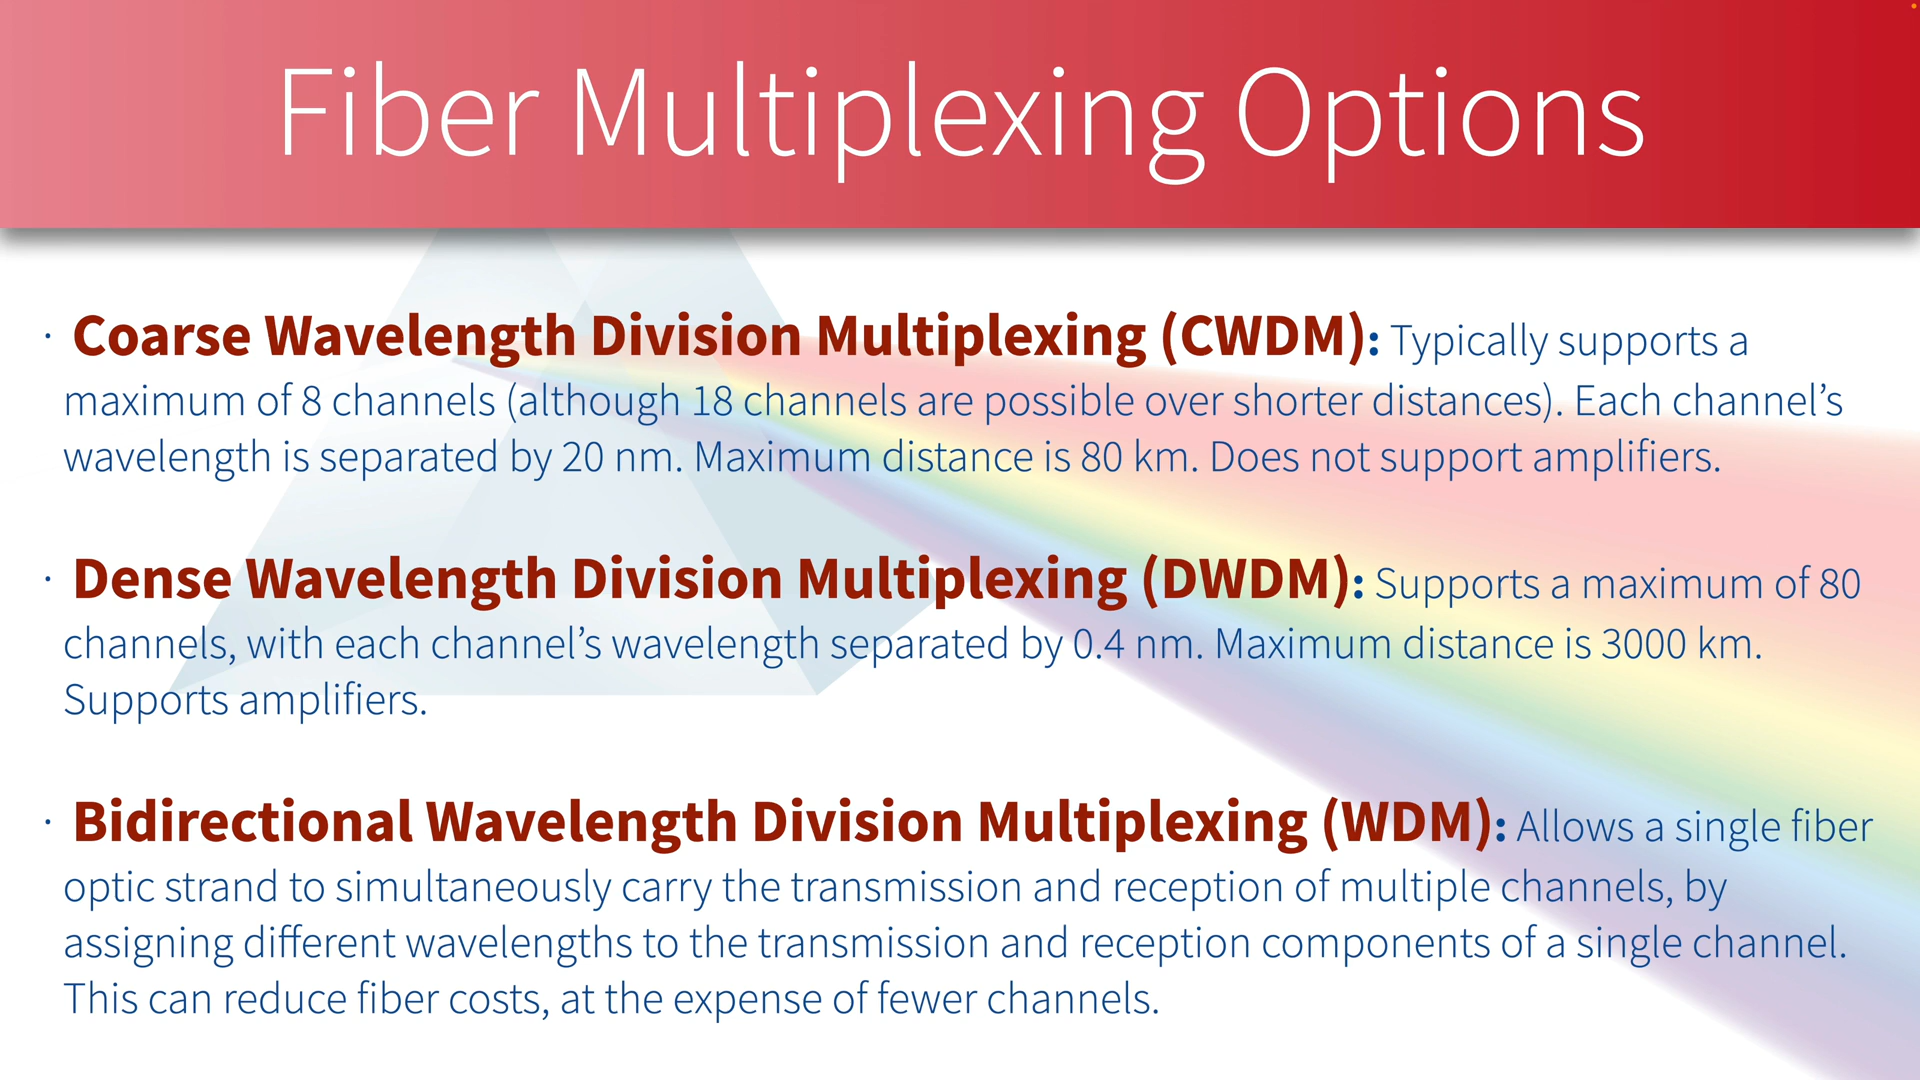 Fiber Multiplexing Options
· Coarse Wavelength Division Multiplexing (CWDM): Typically supports a
maximum of 8 channels (although 18 channels are possible over shorter distances). Each channel’s
wavelength is separated by 20 nm. Maximum distance is 80 km. Does not support amplifiers.
· Dense Wavelength Division Multiplexing (DWDM): Supports a maximum of 80
channels, with each channel’s wavelength separated by 0.4 nm. Maximum distance is 3000 km.
Supports amplifiers.
· Bidirectional Wavelength Division Multiplexing (WDM): Allows a single fiber
optic strand to simultaneously carry the transmission and reception of multiple channels, by
assigning different wavelengths to the transmission and reception components of a single channel.
This can reduce fiber costs, at the expense of fewer channels.